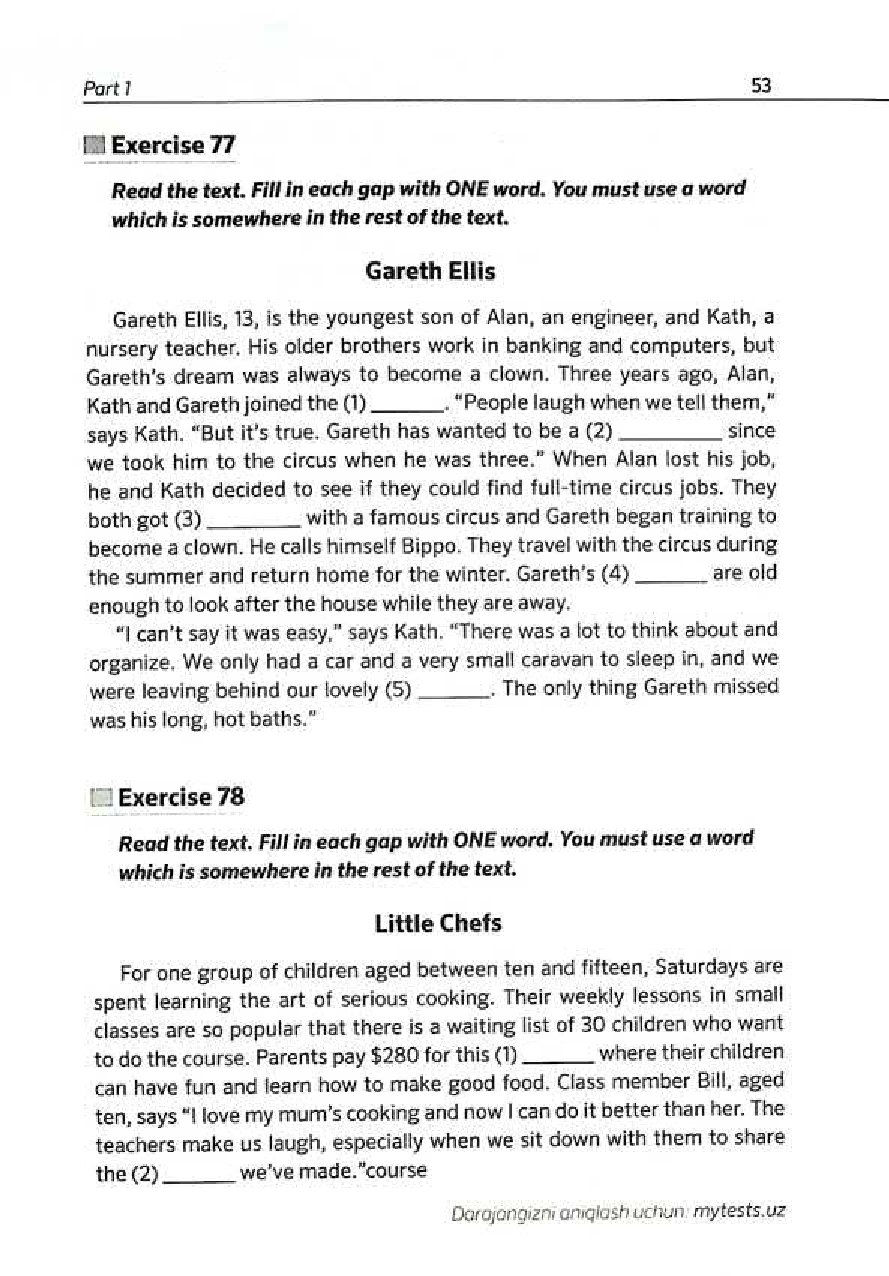 Part 1 53
Exercise 77
Read the text. Fill in each gap with ONE word. You must use a word
which is somewhere in the rest of the text.
Gareth Ellis
Gareth Ellis, 13, is the youngest son of Alan, an engineer, and Kath, a
nursery teacher. His older brothers work in banking and computers, but
Gareth's dream was always to become a clown. Three years ago, Alan,
Kath and Gareth joined the (1) _______. "People laugh when we tell them,"
says Kath. "But it's true. Gareth has wanted to be a (2) __________ since
we took him to the circus when he was three." When Alan lost his job,
he and Kath decided to see if they could find full-time circus jobs. They
both got (3) _________ with a famous circus and Gareth began training to
become a clown. He calls himself Bippo. They travel with the circus during
the summer and return home for the winter. Gareth's (4) _______ are old
enough to look after the house while they are away.
"I can't say it was easy," says Kath. "There was a lot to think about and
organize. We only had a car and a very small caravan to sleep in, and we
were leaving behind our lovely (5) _______. The only thing Gareth missed
was his long, hot baths."
Exercise 78
Read the text. Fill in each gap with ONE word. You must use a word
which is somewhere in the rest of the text.
Little Chefs
For one group of children aged between ten and fifteen, Saturdays are
spent learning the art of serious cooking. Their weekly lessons in small
classes are so popular that there is a waiting list of 30 children who want
to do the course. Parents pay $280 for this (1) _______ where their children
can have fun and learn how to make good food. Class member Bill, aged
ten, says "I love my mum's cooking and now I can do it better than her. The
teachers make us laugh, especially when we sit down with them to share
the (2) _______ we've made."course
Darajangizni aniqlash uchun: mytests.uz